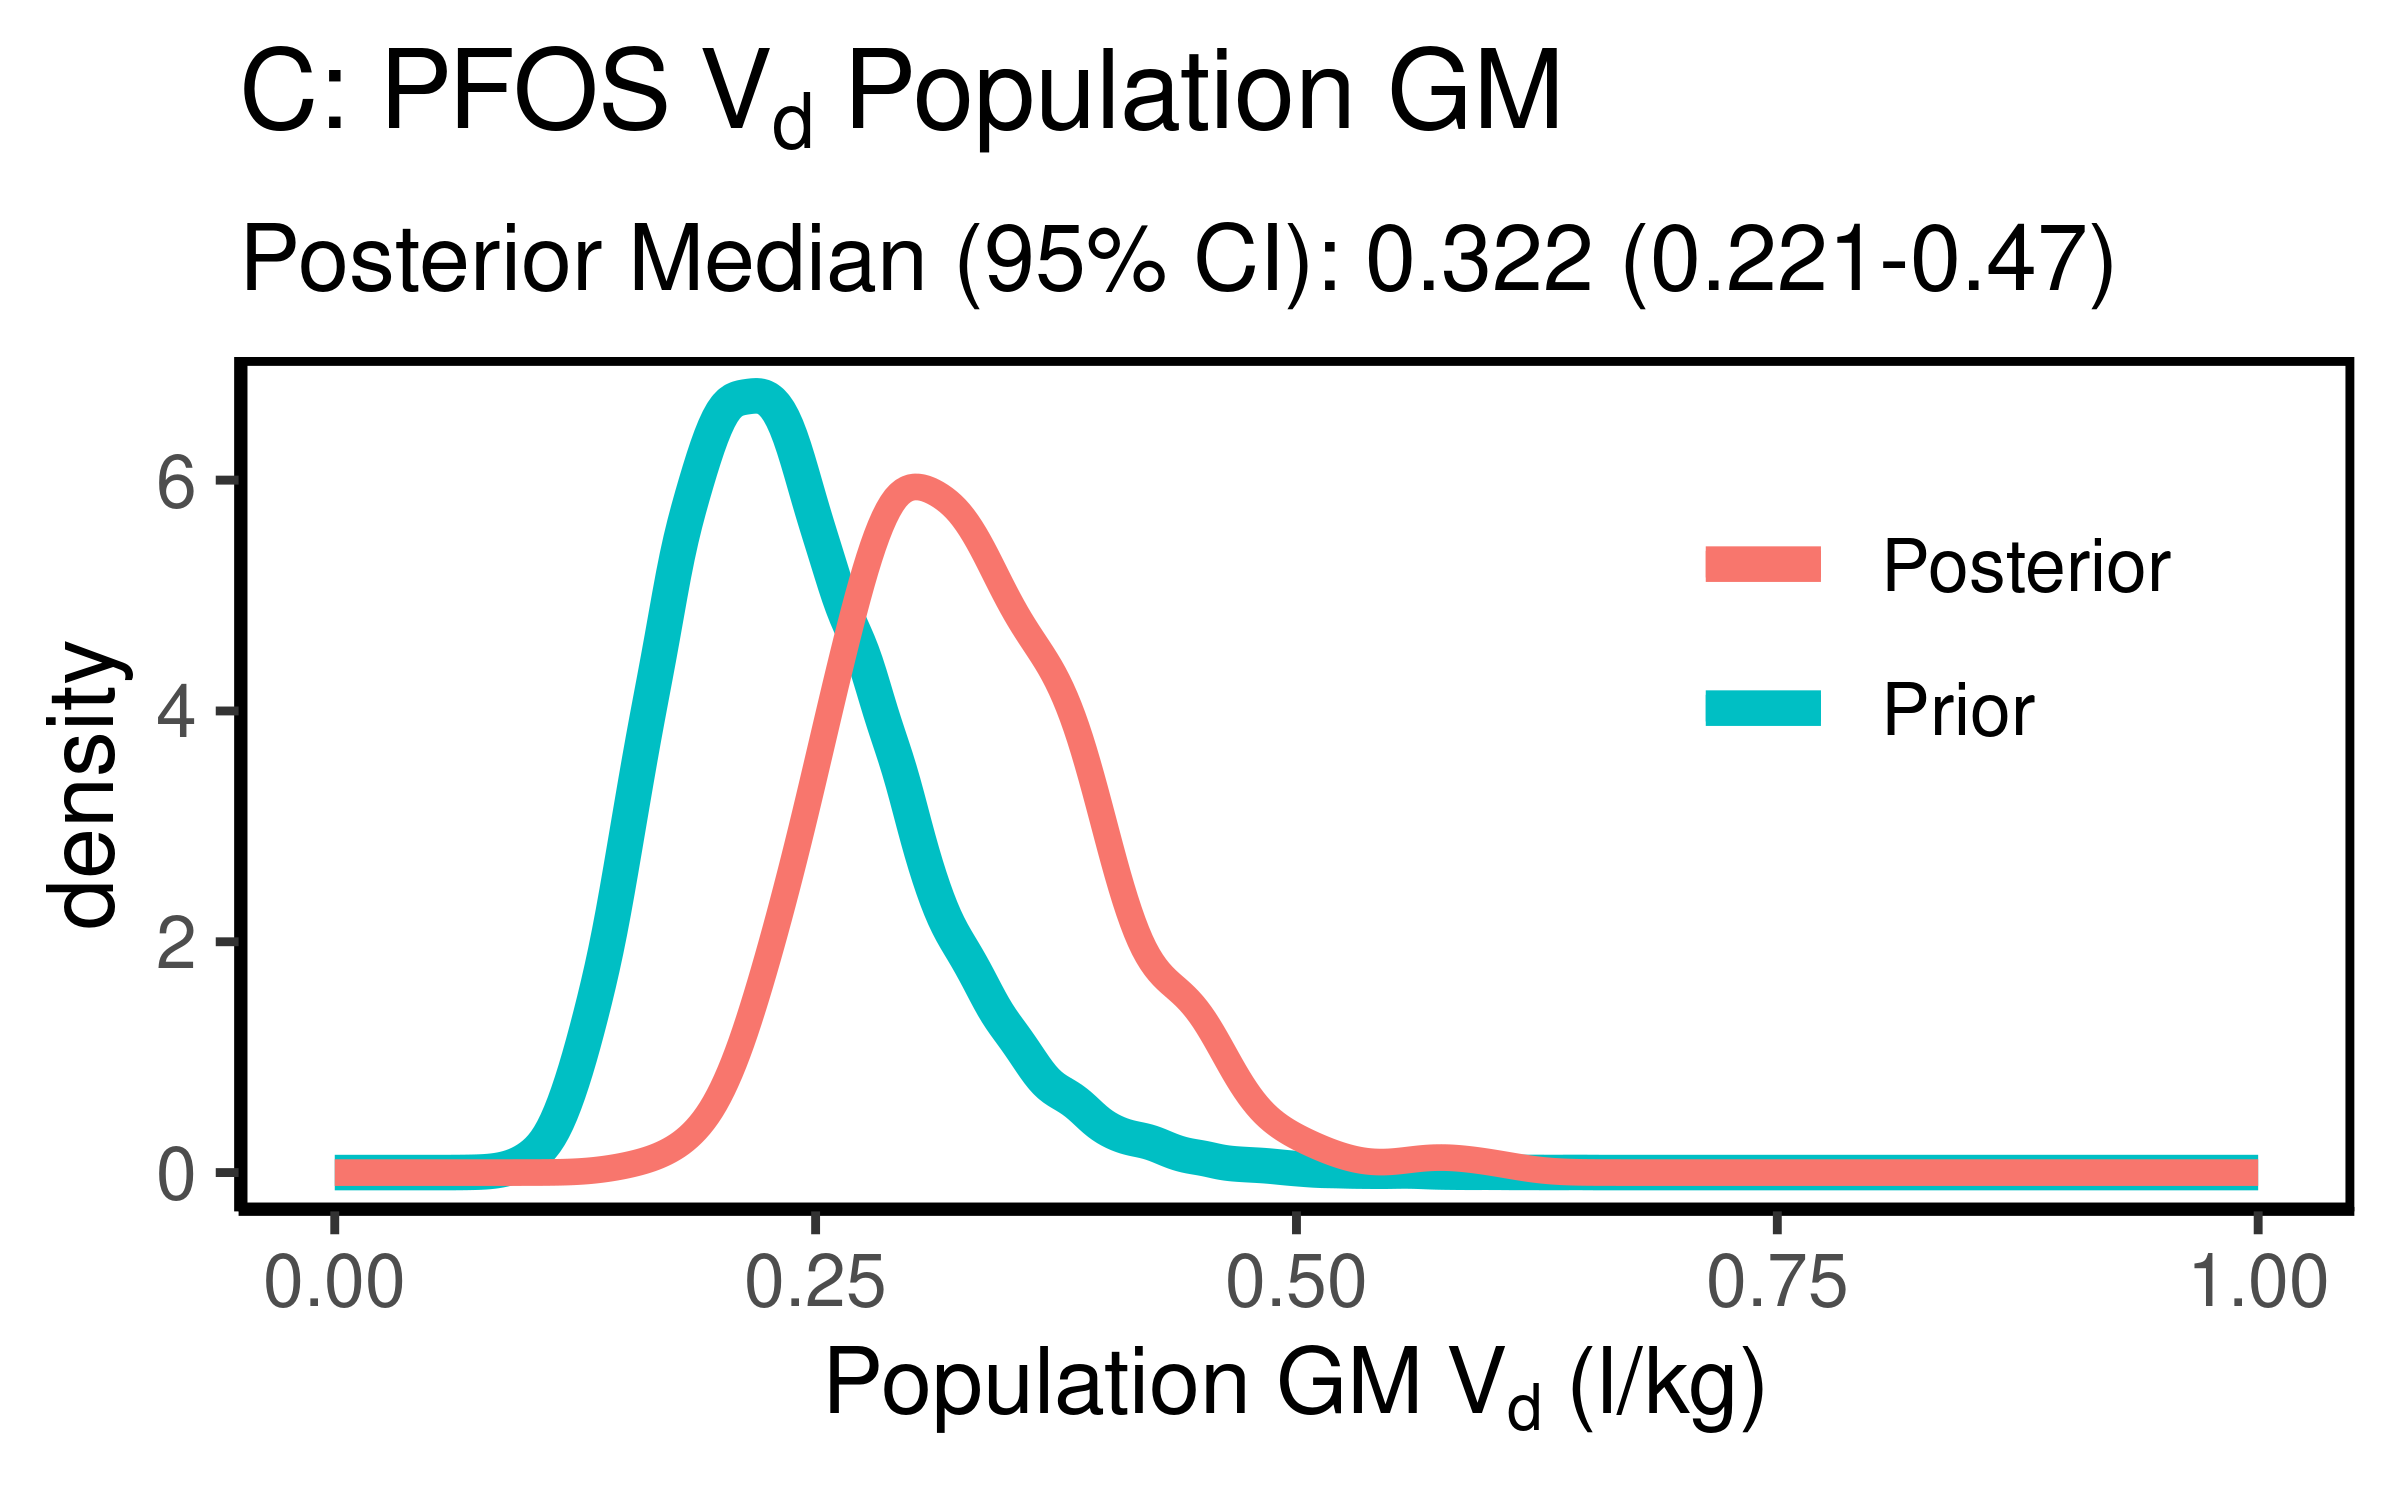 C: PFOS Vd Population GM
Posterior Median (95% CI): 0.322 (0.221-0.47)
density
6
4
2
0
Posterior
Prior
0.00 0.25 0.50 0.75 1.00
Population GM Vd (l/kg)